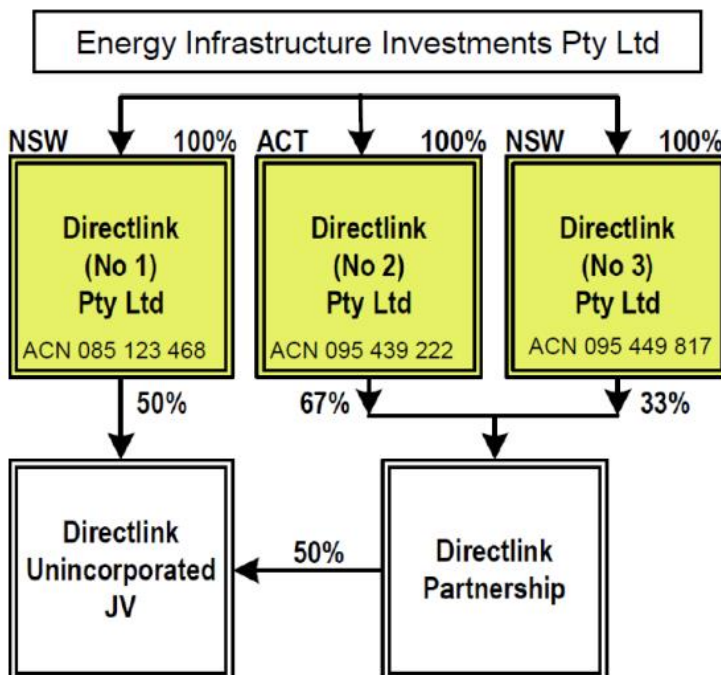 Energy Infrastructure Investments Pty Ltd
NSW 100% ACT 100% NSW 100%
Directlink
(No 1)
Pty Ltd
ACN 085 123 468
Directlink
(No 2)
Pty Ltd
ACN 095 439 222
Directlink
(No 3)
Pty Ltd
ACN 095 449 817
50% 67% 33%
Directlink
Unincorporated
JV
50%
Directlink
Partnership